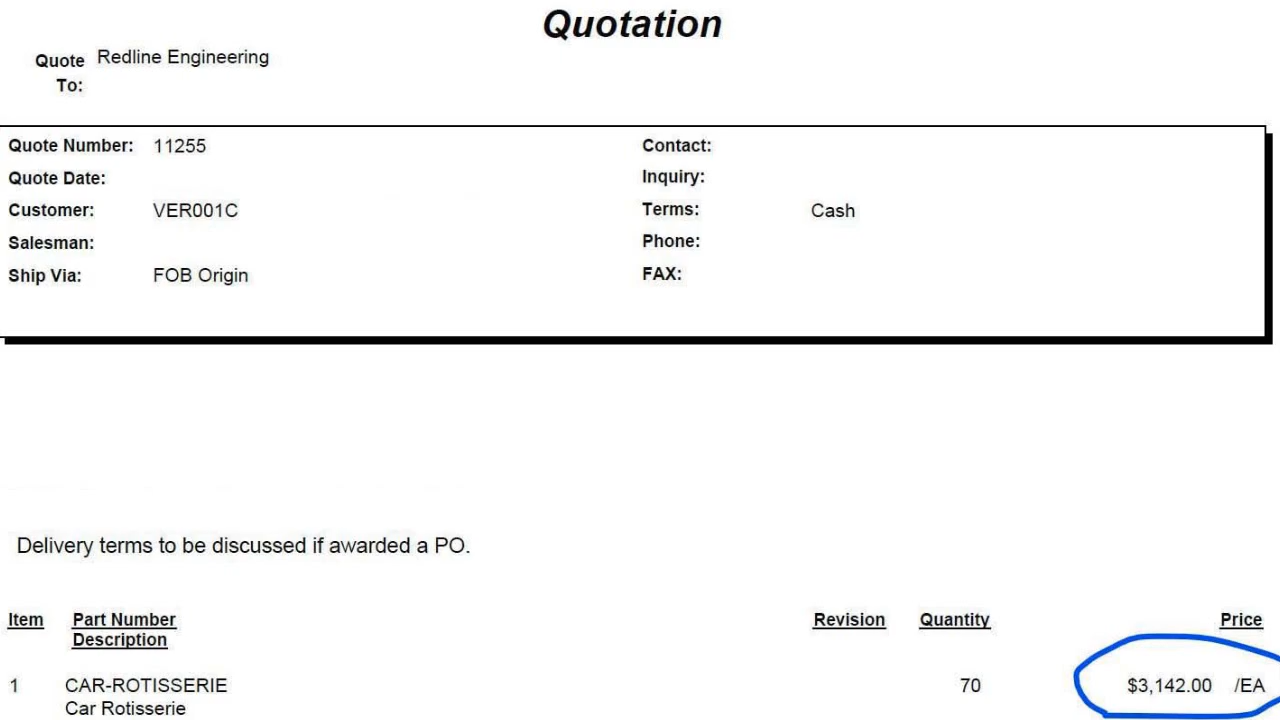 Quotation
Quote To: Redline Engineering
Quote Number: 11255
Contact:
Quote Date:
Inquiry:
Customer: VER001C
Terms: Cash
Salesman:
Phone:
Ship Via: FOB Origin
FAX:
Delivery terms to be discussed if awarded a PO.
Item Part Number Revision Quantity Price
Description
1 CAR-ROTISSERIE 70 $3,142.00 /EA
Car Rotisserie